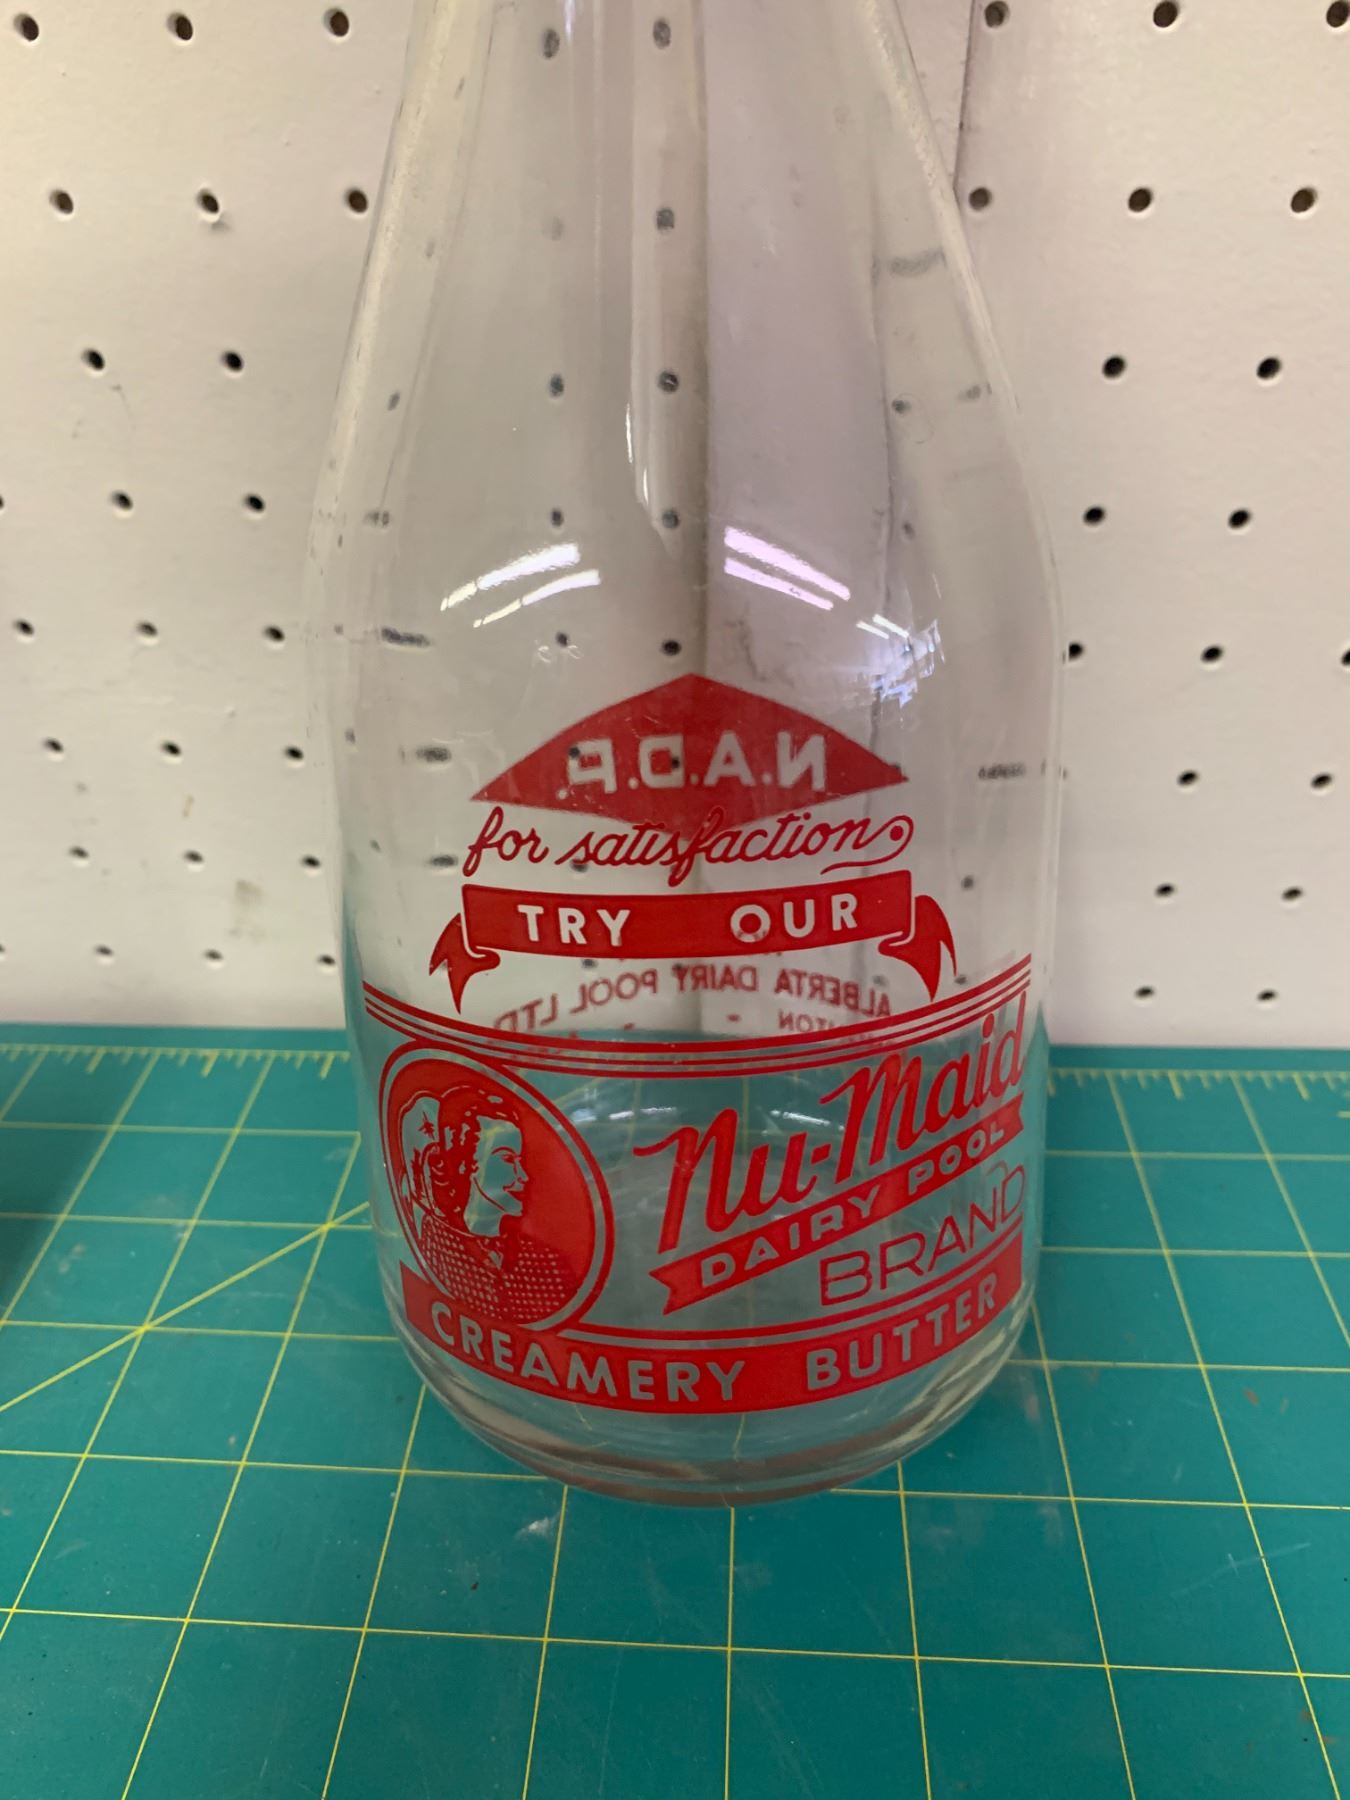 N.A.D.P.
for satisfaction
TRY OUR
ALBERTA DAIRY POOL LTD.
Nu-Maid
DAIRY POOL
BRAND
CREAMERY BUTTER